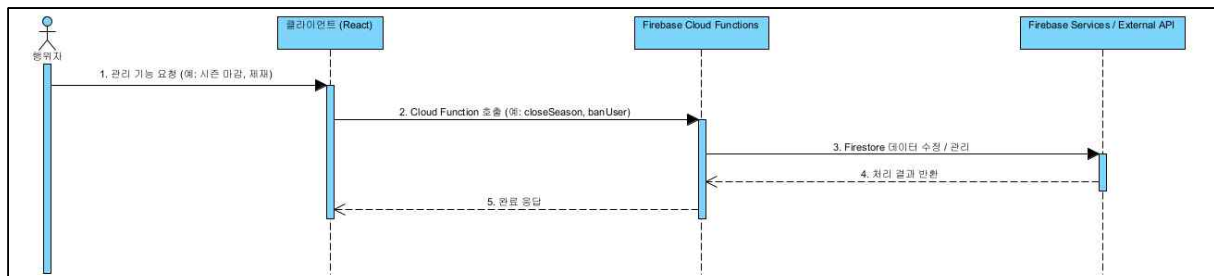 클라이언트 (React)
Firebase Cloud Functions
Firebase Services / External API
행위자
1. 관리 기능 요청 (예: 시즌 마감, 제재)
2. Cloud Function 호출 (예: closeSeason, banUser)
3. Firestore 데이터 수정 / 관리
4. 처리 결과 반환
5. 완료 응답